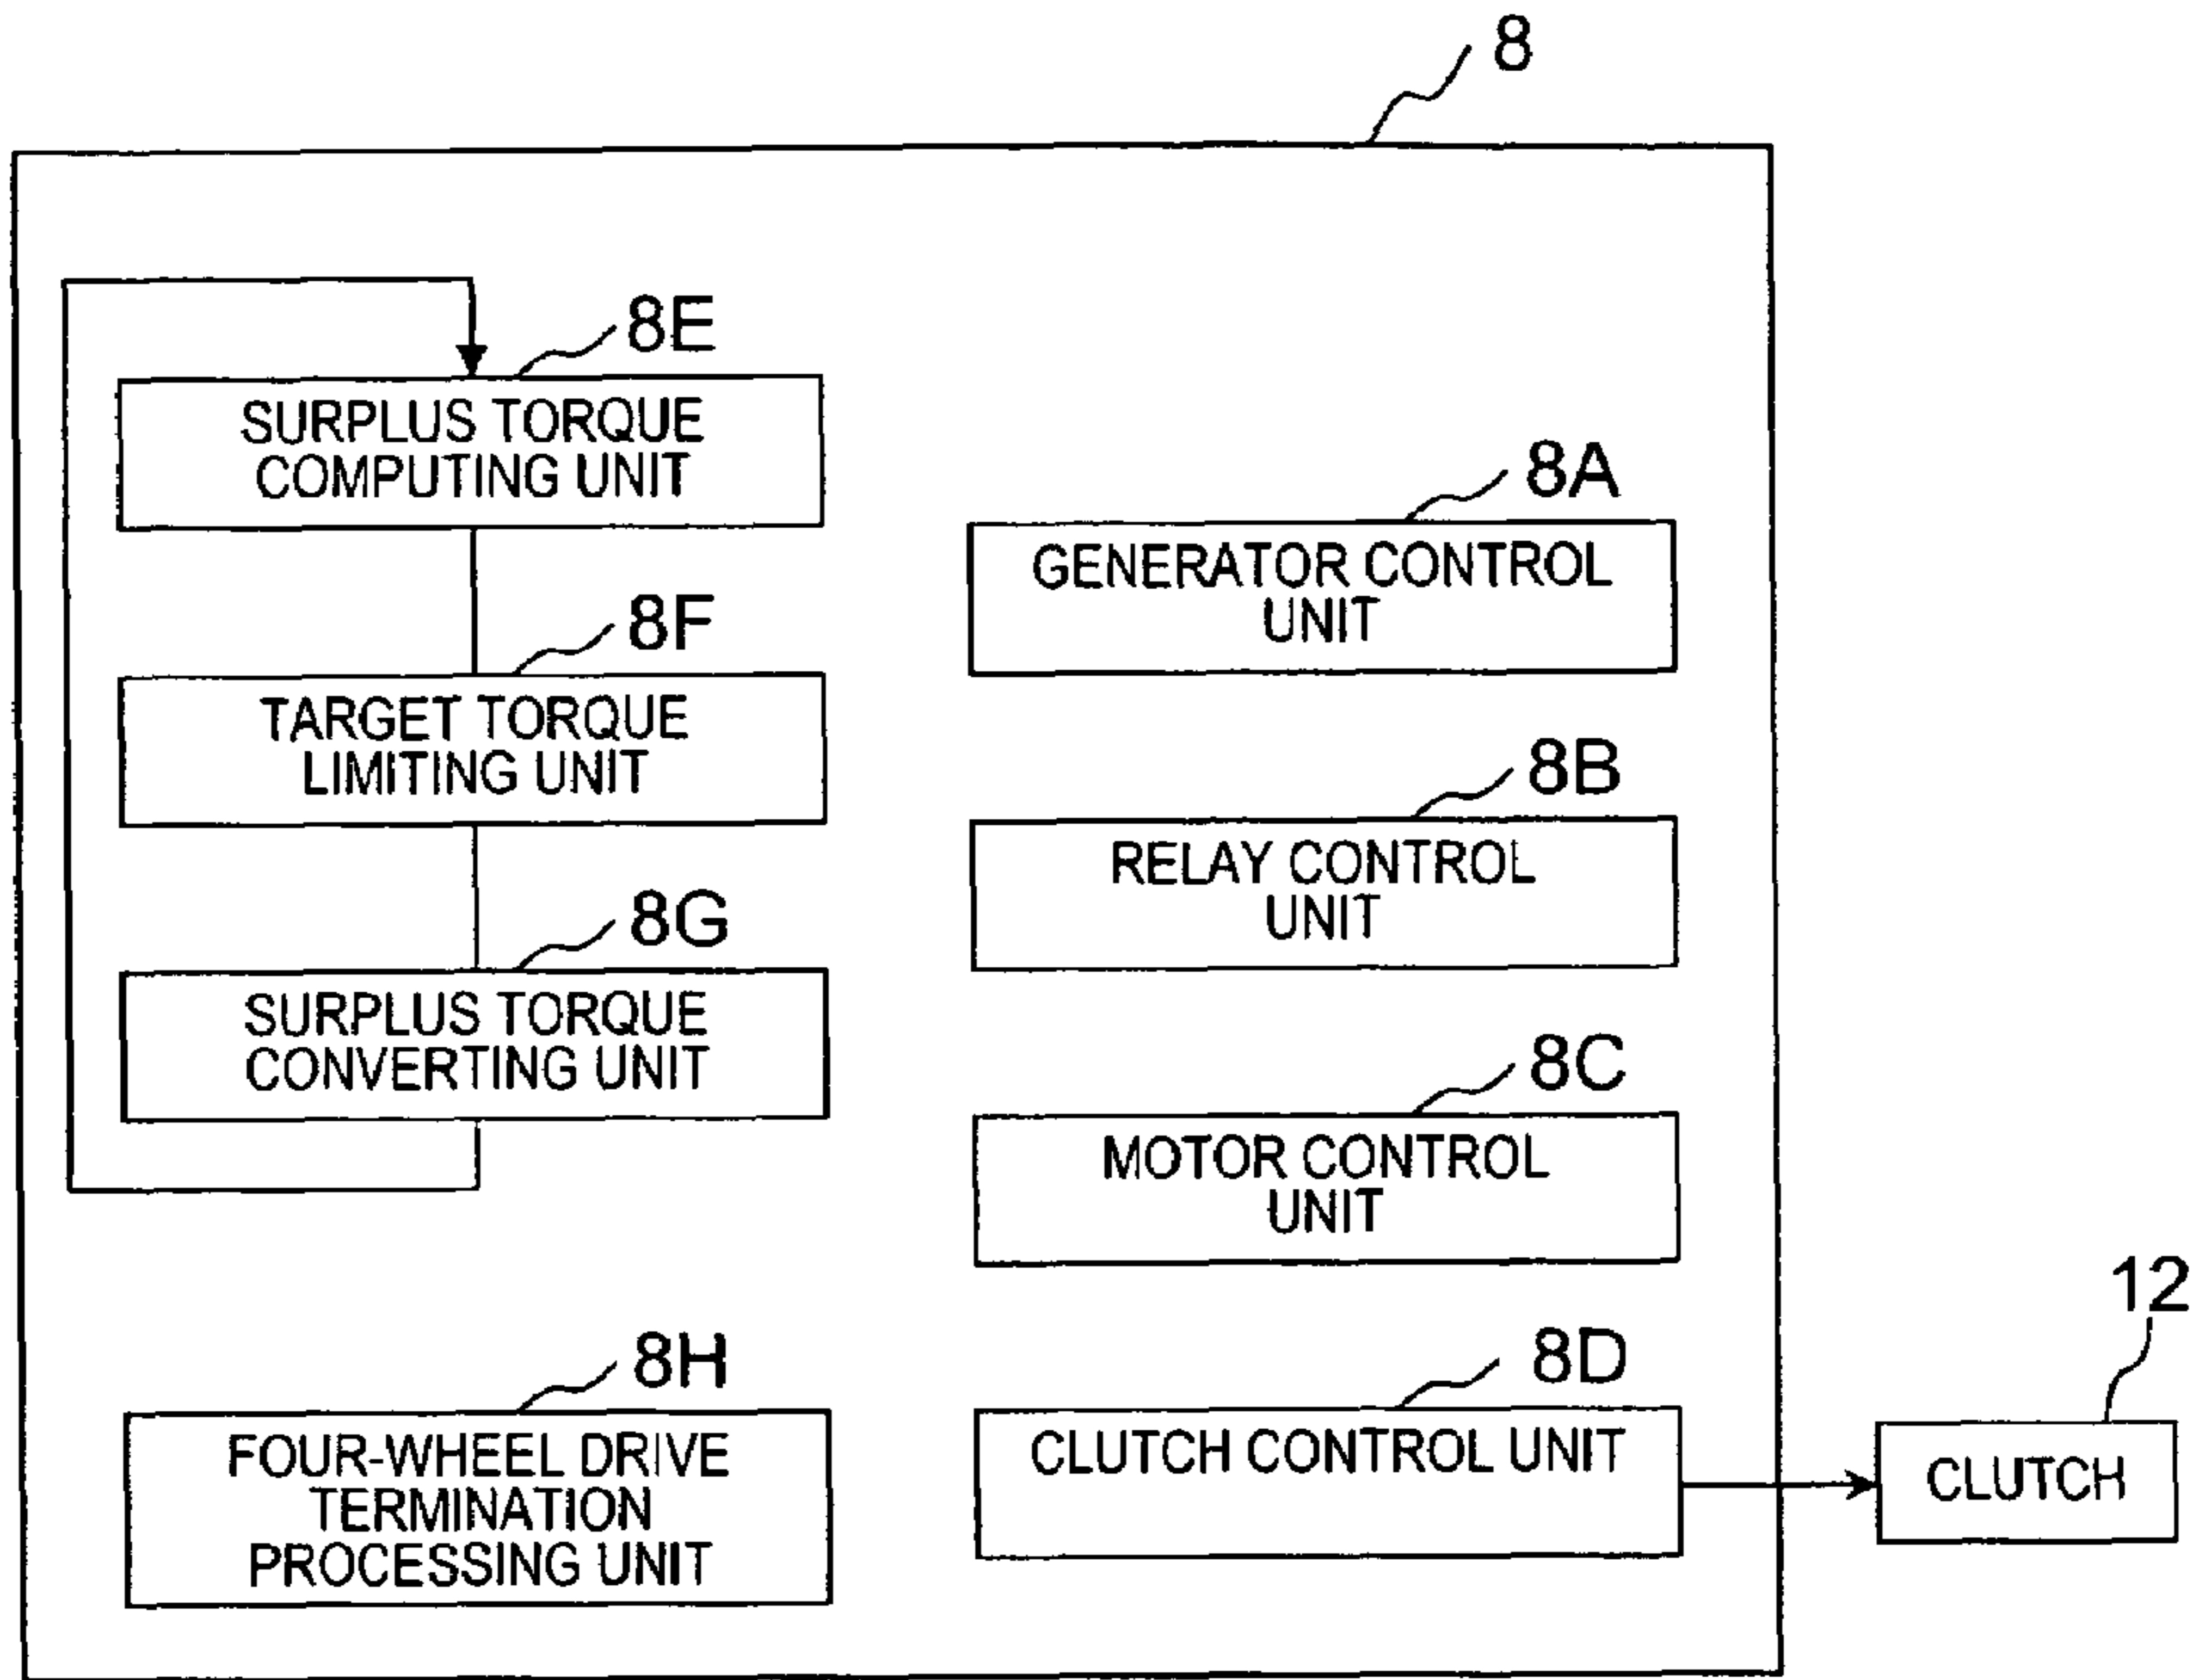 8
8E
SURPLUS TORQUE
COMPUTING UNIT
8A
GENERATOR CONTROL
UNIT
8F
TARGET TORQUE
LIMITING UNIT
8B
RELAY CONTROL
UNIT
8G
SURPLUS TORQUE
CONVERTING UNIT
8C
MOTOR CONTROL
UNIT
8H
FOUR-WHEEL DRIVE
TERMINATION
PROCESSING UNIT
8D
CLUTCH CONTROL UNIT
12
CLUTCH